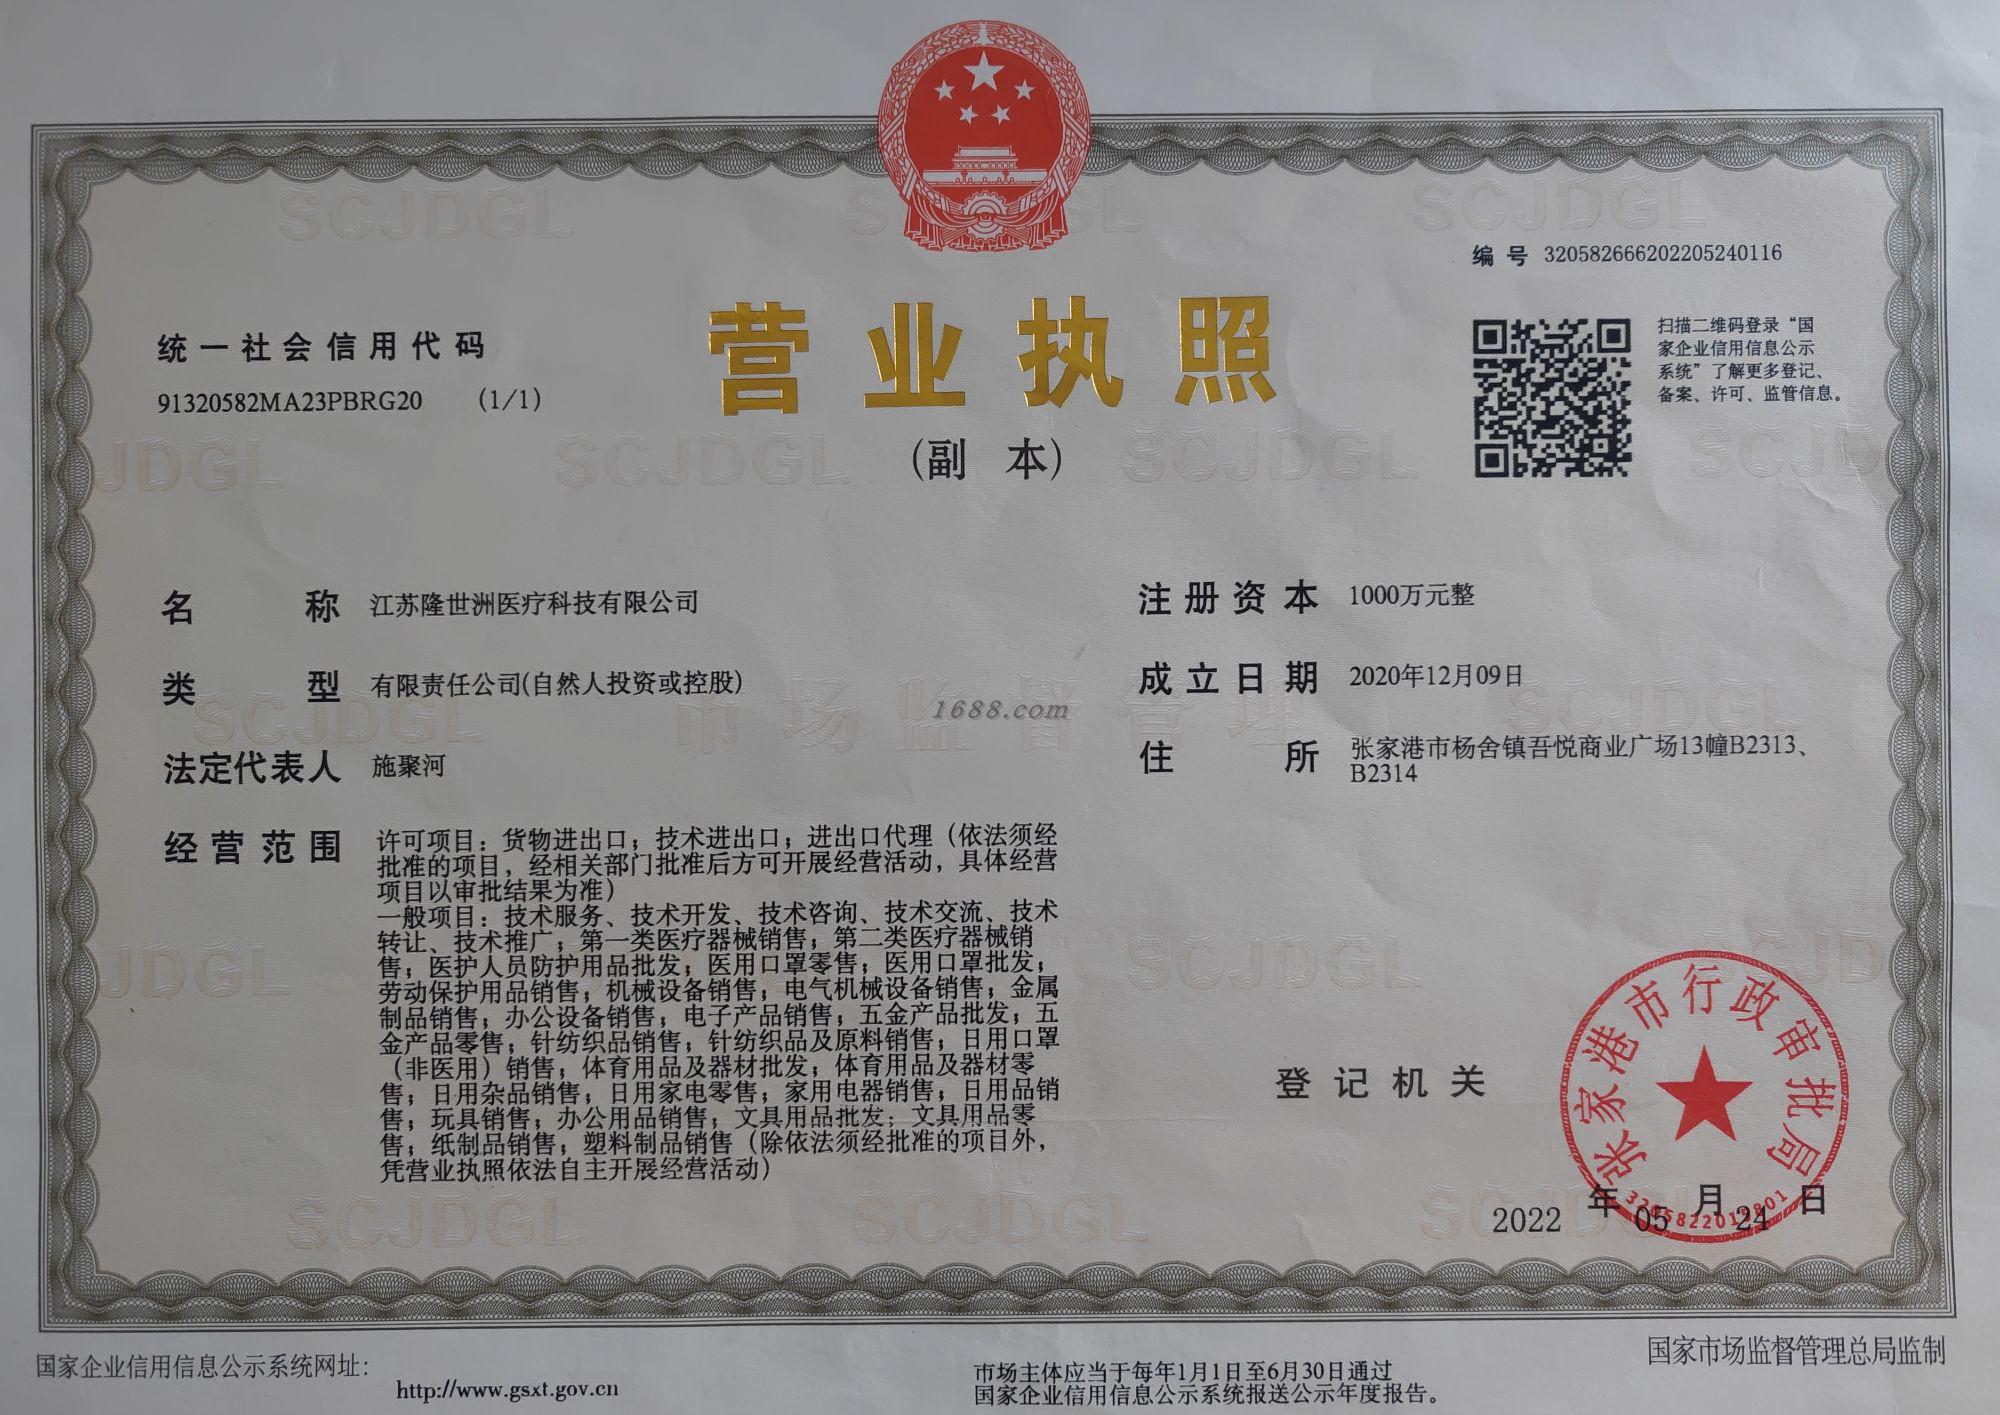 编号 320582666202205240116
统一社会信用代码
91320582MA23PBRG20 (1/1)
营业执照
(副 本)
扫描二维码登录“国
家企业信用信息公示
系统”了解更多登记、
备案、许可、监管信息。
名称 江苏隆世洲医疗科技有限公司
类型 有限责任公司(自然人投资或控股)
法定代表人 施聚河
经营范围 许可项目：货物进出口；技术进出口；进出口代理（依法须经
批准的项目，经相关部门批准后方可开展经营活动，具体经营
项目以审批结果为准）
一般项目：技术服务、技术开发、技术咨询、技术交流、技术
转让、技术推广；第一类医疗器械销售；第二类医疗器械销
售；医护人员防护用品批发；医用口罩零售；医用口罩批发；
劳动保护用品销售；机械设备销售；电气机械设备销售；金属
制品销售；办公设备销售；电子产品销售；五金产品批发；五
金产品零售；针纺织品销售；针纺织品及原料销售；日用口罩
（非医用）销售；体育用品及器材批发；体育用品及器材零
售；日用杂品销售；日用家电零售；家用电器销售；日用品销
售；玩具销售；办公用品销售；文具用品批发；文具用品零
售；纸制品销售；塑料制品销售（除依法须经批准的项目外，
凭营业执照依法自主开展经营活动）
注册资本 1000万元整
成立日期 2020年12月09日
住所 张家港市杨舍镇吾悦商业广场13幢B2313、
B2314
1688.com
市场监督管理
SCJDGL
登记机关
张家港市行政审批局
2022年05月24日
国家企业信用信息公示系统网址：
http://www.gsxt.gov.cn
市场主体应当于每年1月1日至6月30日通过
国家企业信用信息公示系统报送公示年度报告。
国家市场监督管理总局监制